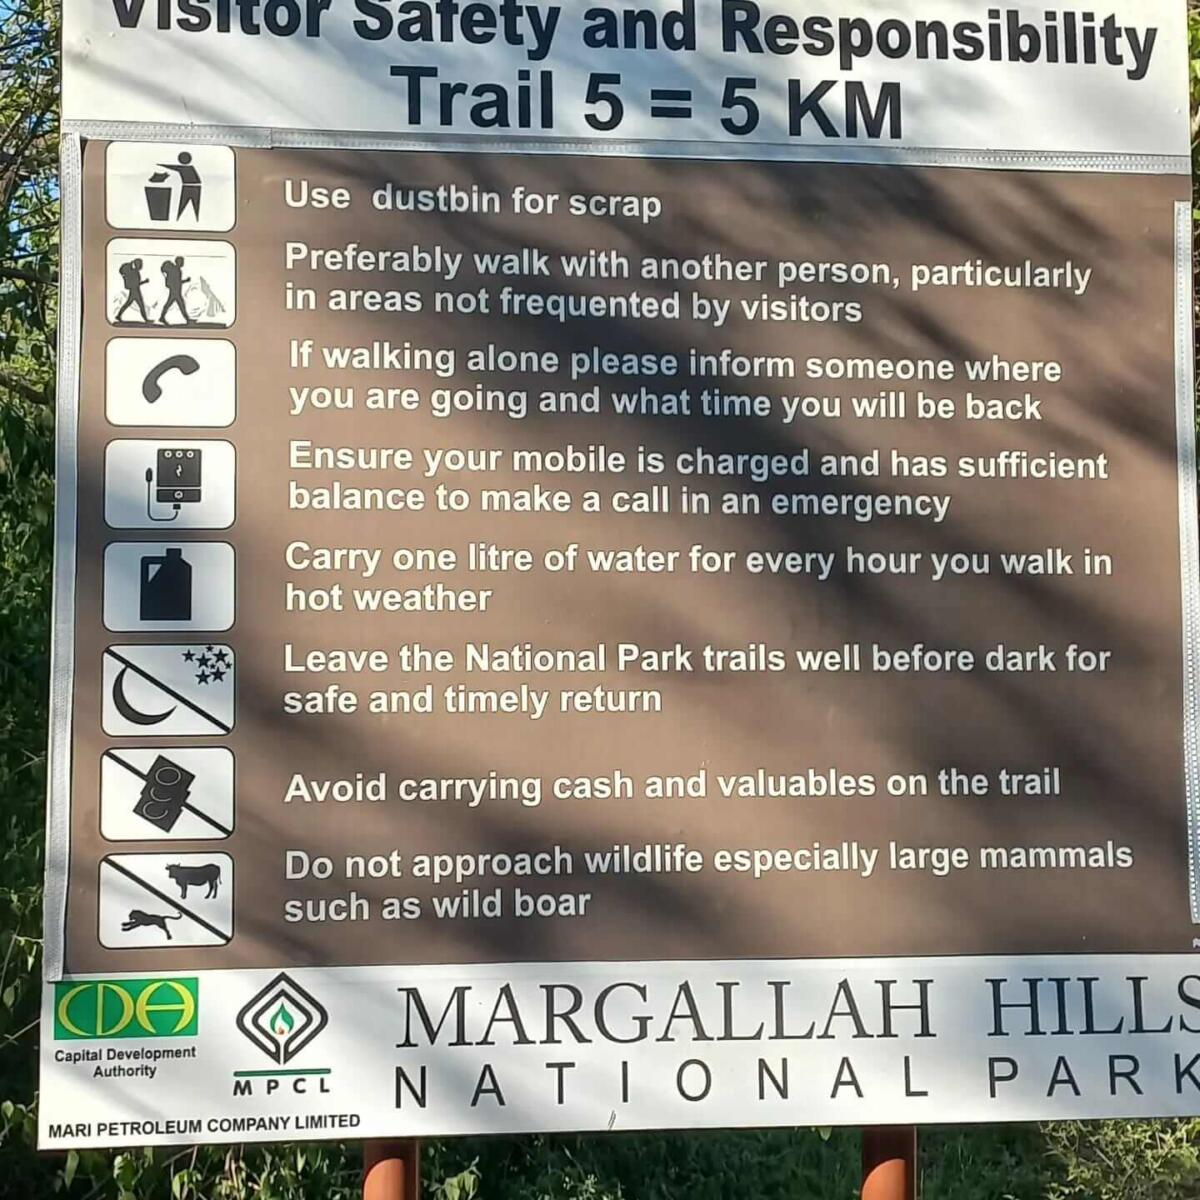 Visitor Safety and Responsibility
Trail 5 = 5 KM
Use dustbin for scrap
Preferably walk with another person, particularly
in areas not frequented by visitors
If walking alone please inform someone where
you are going and what time you will be back
Ensure your mobile is charged and has sufficient
balance to make a call in an emergency
Carry one litre of water for every hour you walk in
hot weather
Leave the National Park trails well before dark for
safe and timely return
Avoid carrying cash and valuables on the trail
Do not approach wildlife especially large mammals
such as wild boar
CDA
Capital Development
Authority
MPCL
MARI PETROLEUM COMPANY LIMITED
MARGALLAH HILLS
NATIONAL PARK